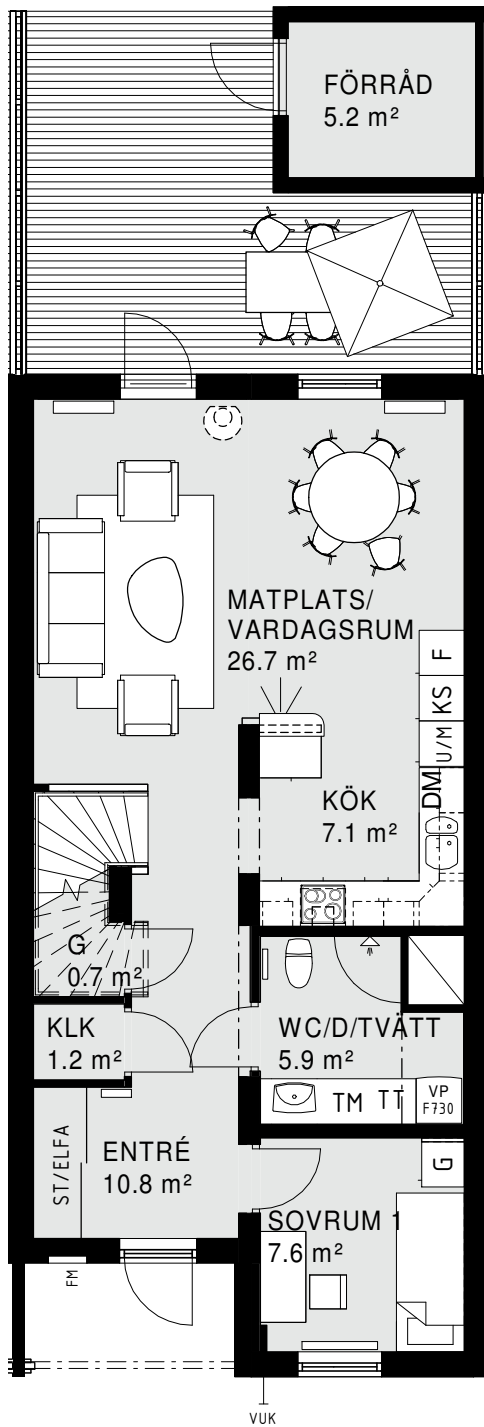 FÖRRÅD
5.2 m²
MATPLATS/
VARDAGSRUM
26.7 m²
F
KS
U/M
DM
KÖK
7.1 m²
G
0.7 m²
KLK
1.2 m²
WC/D/TVÄTT
5.9 m²
TM
TT
VP
F730
ST/ELFA
ENTRÉ
10.8 m²
G
SOVRUM 1
7.6 m²
FM
VUK